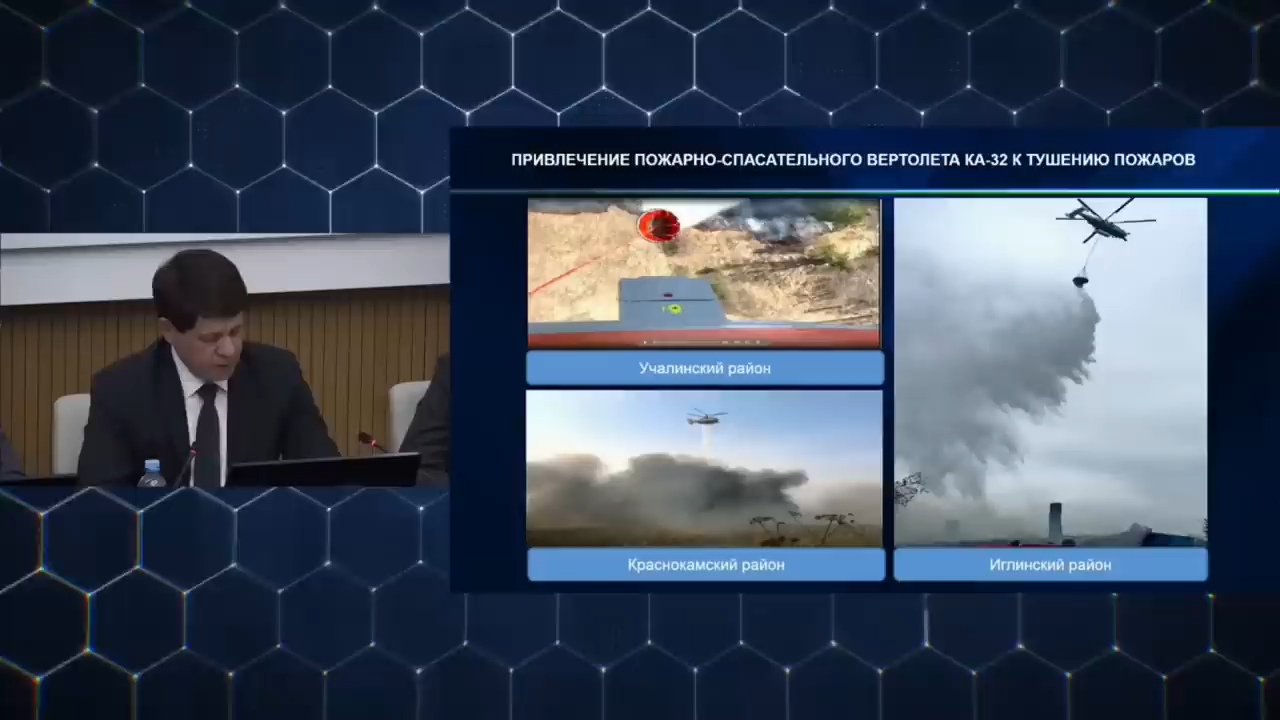 ПРИВЛЕЧЕНИЕ ПОЖАРНО-СПАСАТЕЛЬНОГО ВЕРТОЛЕТА КА-32 К ТУШЕНИЮ ПОЖАРОВ
Учалинский район
Краснокамский район
Иглинский район